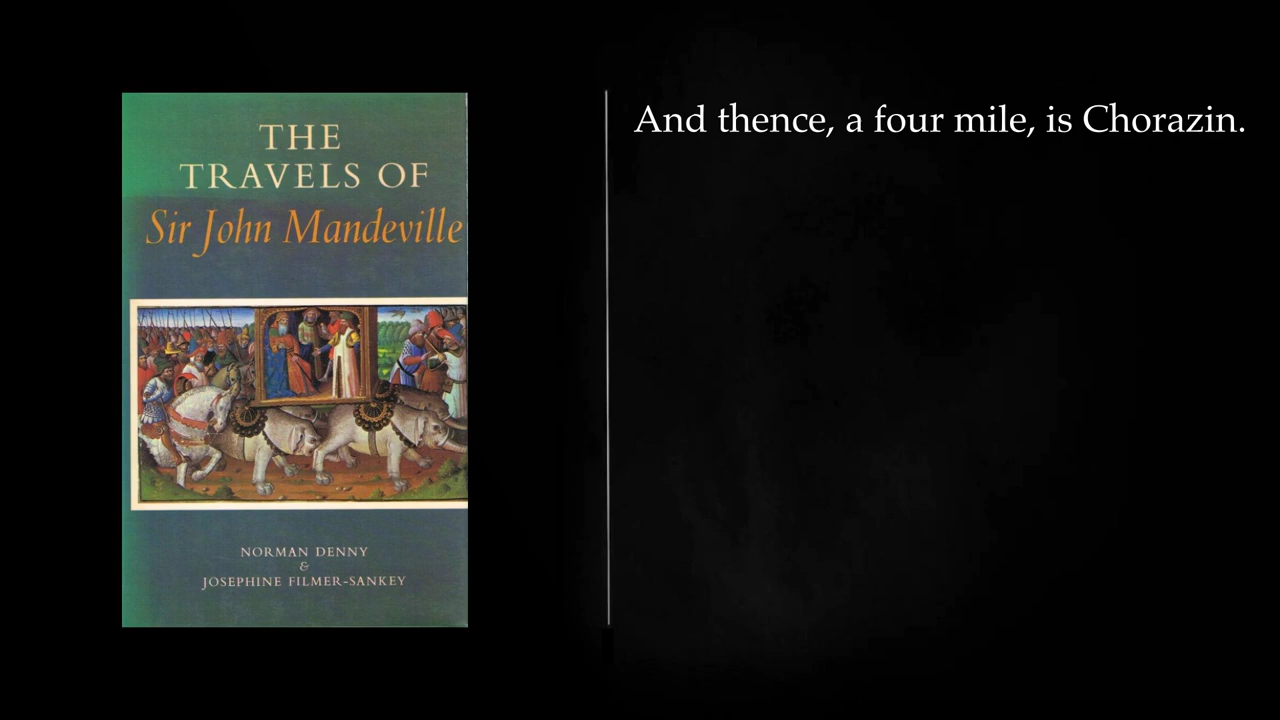 THE
TRAVELS OF
Sir John Mandeville
NORMAN DENNY
&
JOSEPHINE FILMER-SANKEY
And thence, a four mile, is Chorazin.